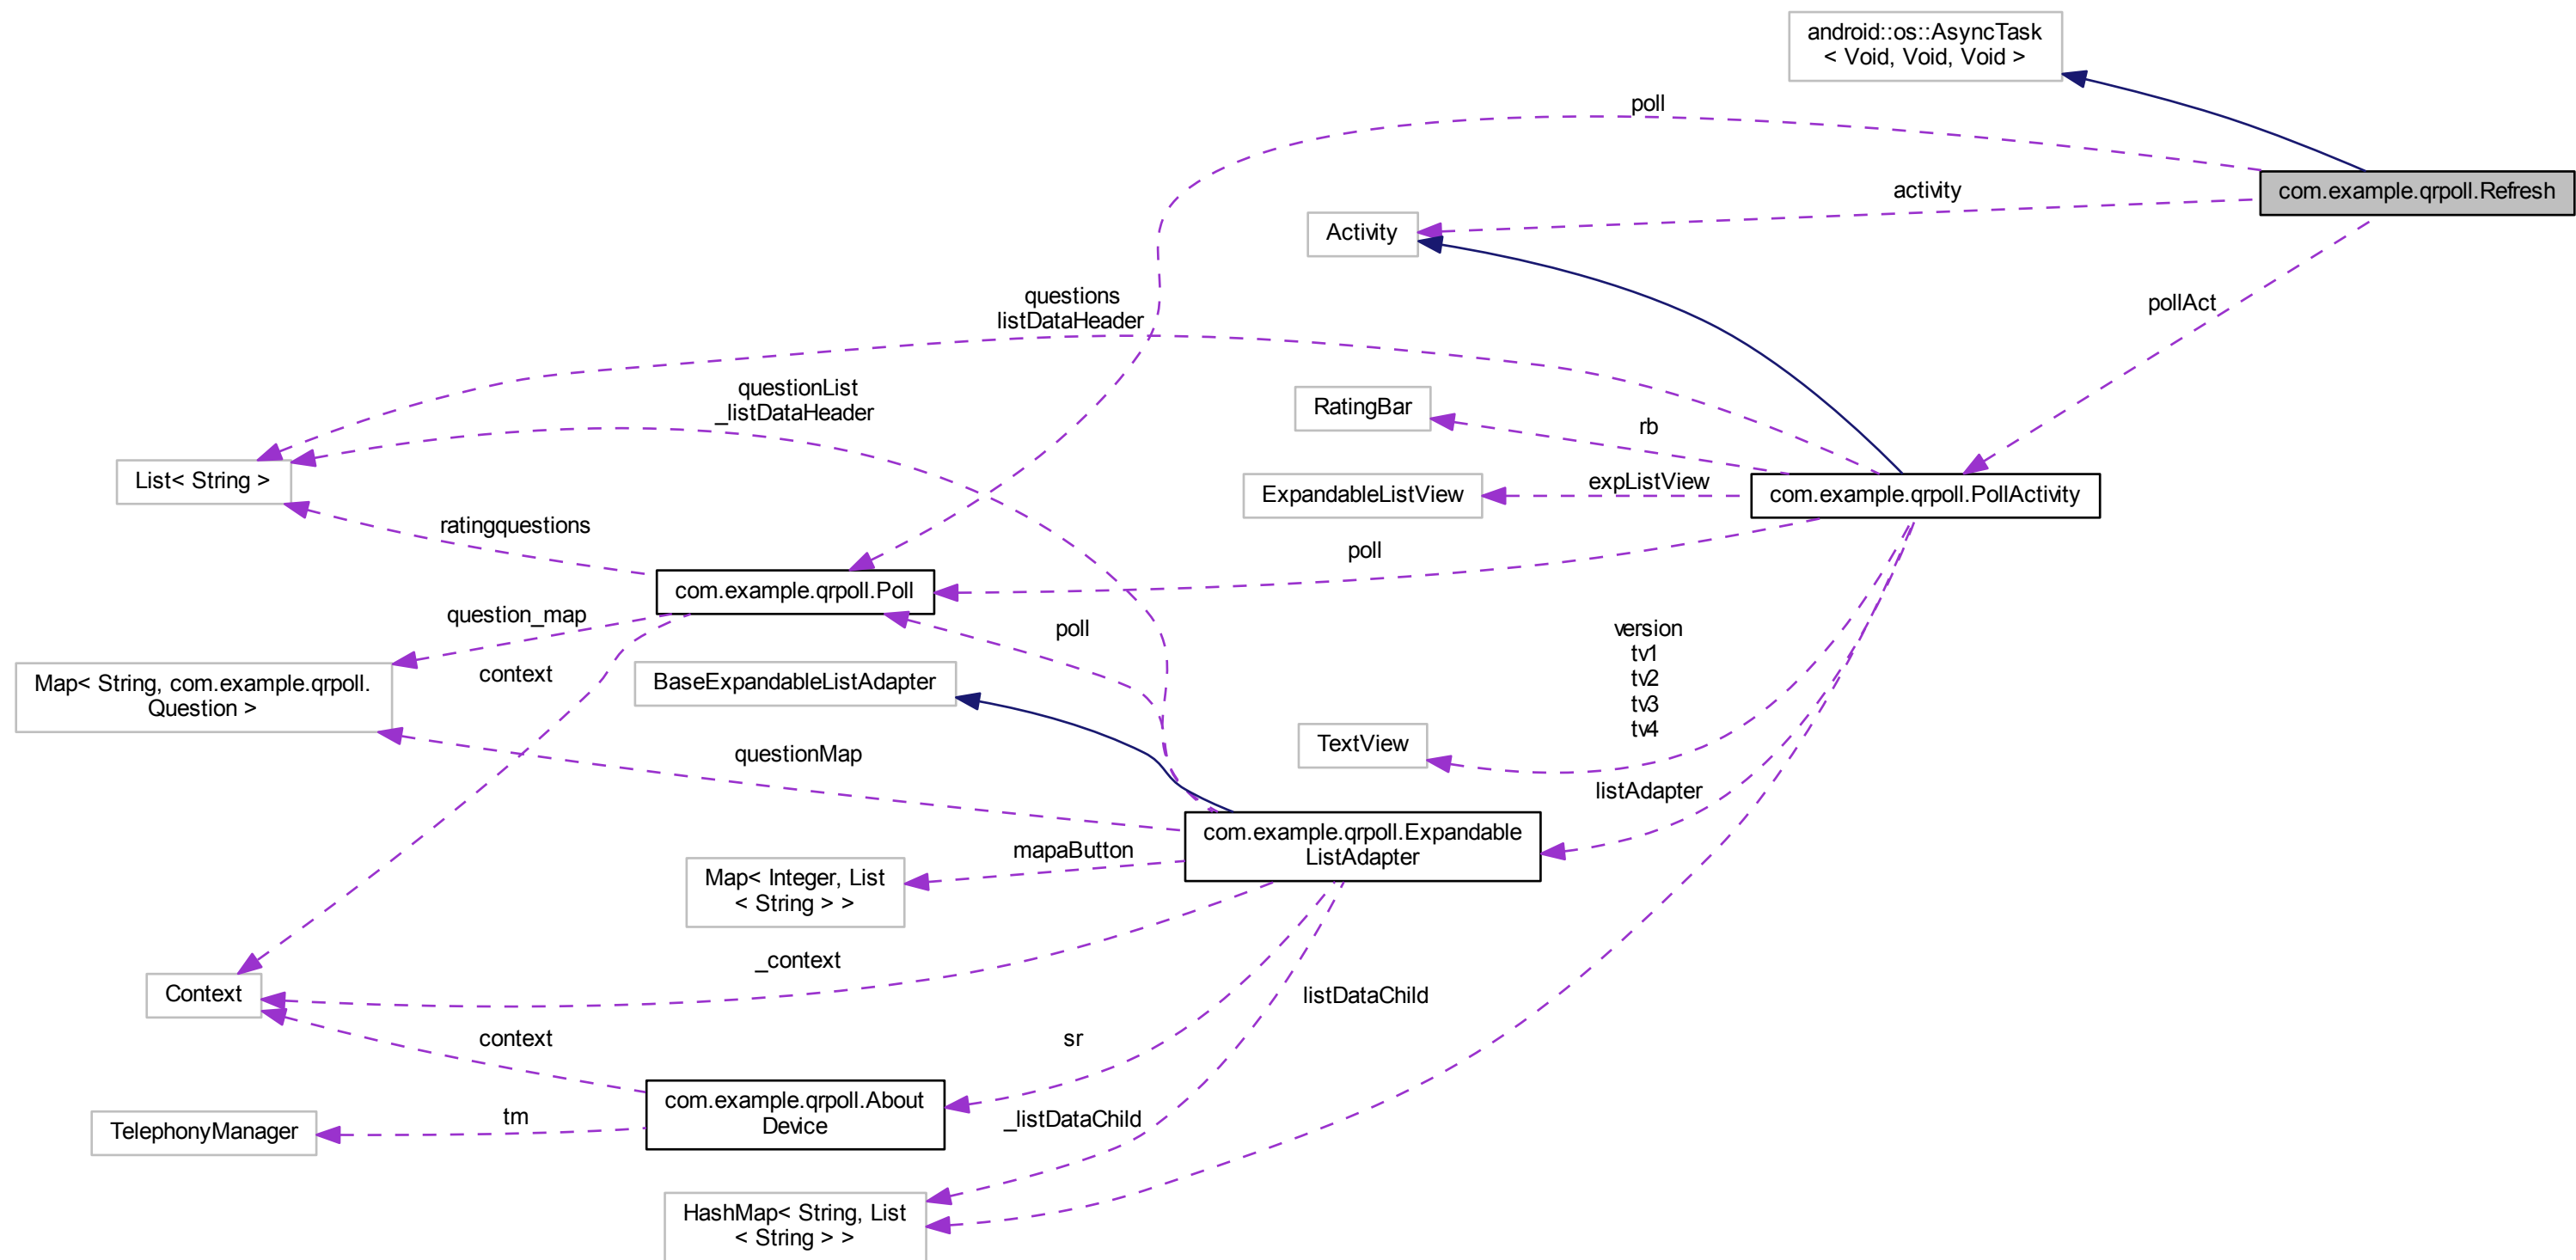 android::os::AsyncTask
< Void, Void, Void >
poll
com.example.qrpoll.Refresh
activity
Activity
pollAct
questions
listDataHeader
questionList
_listDataHeader
RatingBar
rb
List< String >
ExpandableListView
expListView
com.example.qrpoll.PollActivity
ratingquestions
poll
com.example.qrpoll.Poll
question_map
poll
version
tv1
tv2
tv3
tv4
context
Map< String, com.example.qrpoll.
Question >
BaseExpandableListAdapter
questionMap
TextView
listAdapter
com.example.qrpoll.Expandable
ListAdapter
mapaButton
Map< Integer, List
< String > >
_context
Context
listDataChild
context
sr
com.example.qrpoll.About
Device
tm
TelephonyManager
_listDataChild
HashMap< String, List
< String > >